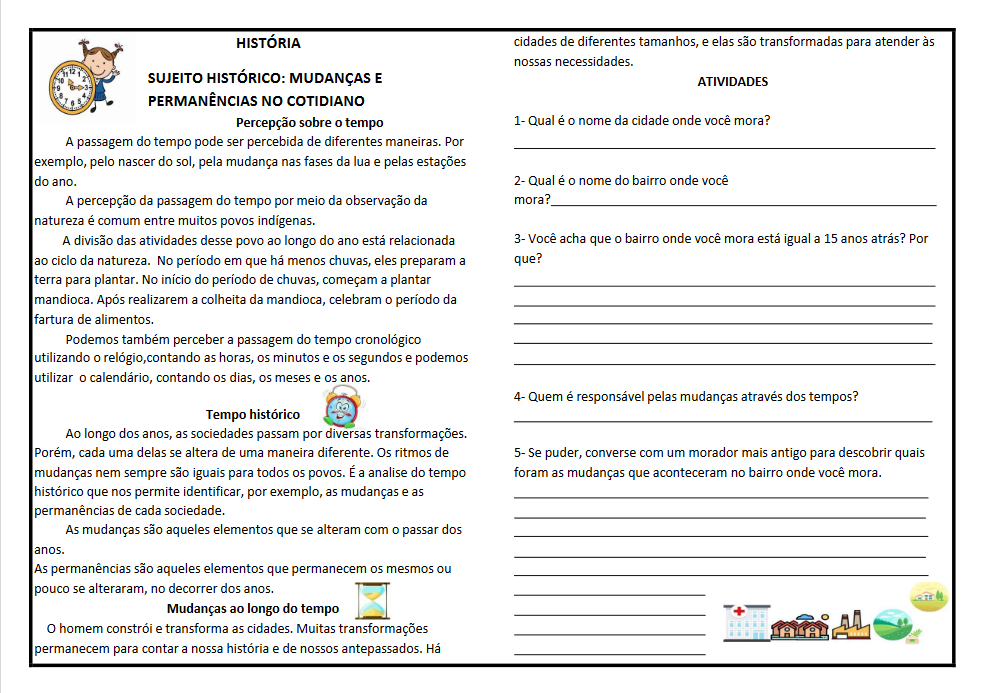 HISTÓRIA
SUJEITO HISTÓRICO: MUDANÇAS E
PERMANÊNCIAS NO COTIDIANO
Percepção sobre o tempo
A passagem do tempo pode ser percebida de diferentes maneiras. Por
exemplo, pelo nascer do sol, pela mudança nas fases da lua e pelas estações
do ano.
A percepção da passagem do tempo por meio da observação da
natureza é comum entre muitos povos indígenas.
A divisão das atividades desse povo ao longo do ano está relacionada
ao ciclo da natureza. No período em que há menos chuvas, eles preparam a
terra para plantar. No início do período de chuvas, começam a plantar
mandioca. Após realizarem a colheita da mandioca, celebram o período da
fartura de alimentos.
Podemos também perceber a passagem do tempo cronológico
utilizando o relógio,contando as horas, os minutos e os segundos e podemos
utilizar o calendário, contando os dias, os meses e os anos.
Tempo histórico
Ao longo dos anos, as sociedades passam por diversas transformações.
Porém, cada uma delas se altera de uma maneira diferente. Os ritmos de
mudanças nem sempre são iguais para todos os povos. É a analise do tempo
histórico que nos permite identificar, por exemplo, as mudanças e as
permanências de cada sociedade.
As mudanças são aqueles elementos que se alteram com o passar dos
anos.
As permanências são aqueles elementos que permanecem os mesmos ou
pouco se alteraram, no decorrer dos anos.
Mudanças ao longo do tempo
O homem constrói e transforma as cidades. Muitas transformações
permanecem para contar a nossa história e de nossos antepassados. Há
cidades de diferentes tamanhos, e elas são transformadas para atender às
nossas necessidades.
ATIVIDADES
1- Qual é o nome da cidade onde você mora?
2- Qual é o nome do bairro onde você
mora?
3- Você acha que o bairro onde você mora está igual a 15 anos atrás? Por
que?
4- Quem é responsável pelas mudanças através dos tempos?
5- Se puder, converse com um morador mais antigo para descobrir quais
foram as mudanças que aconteceram no bairro onde você mora.